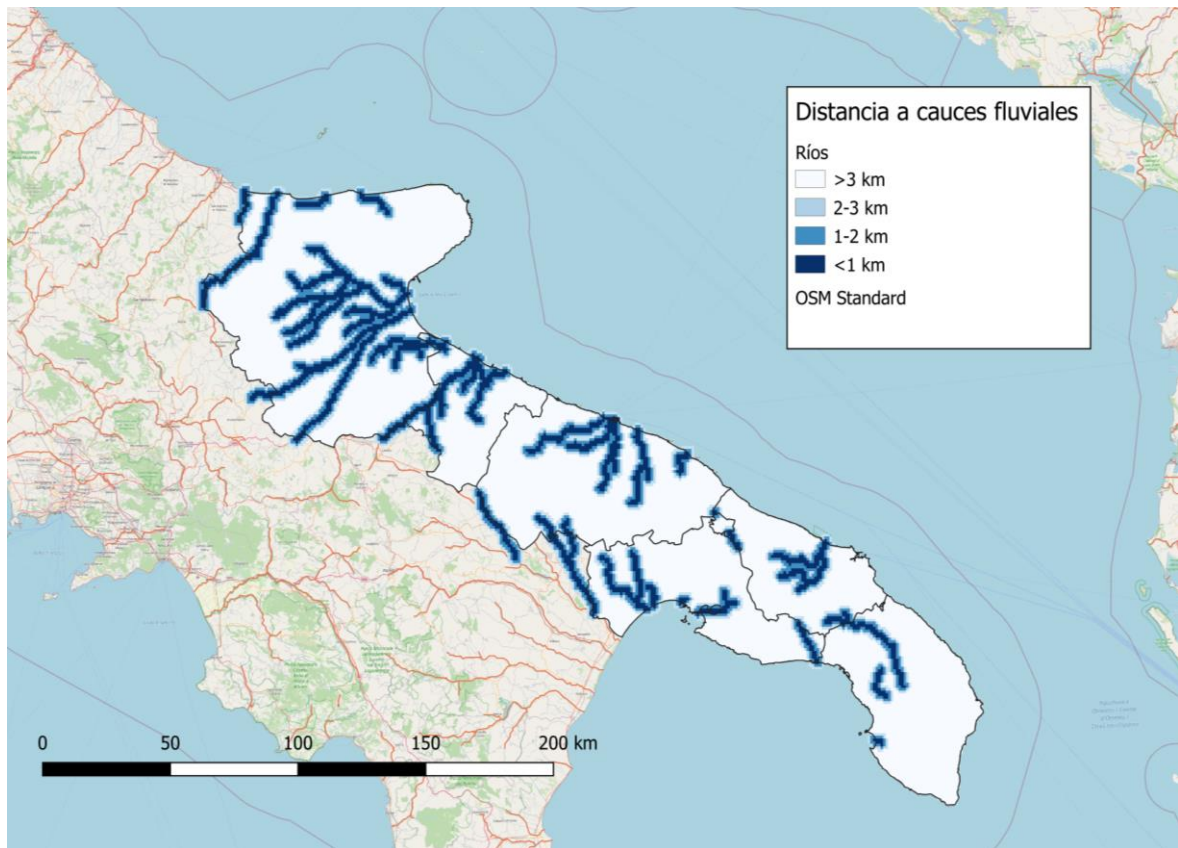 Distancia a cauces fluviales
Ríos
>3 km
2-3 km
1-2 km
<1 km
OSM Standard
0 50 100 150 200 km